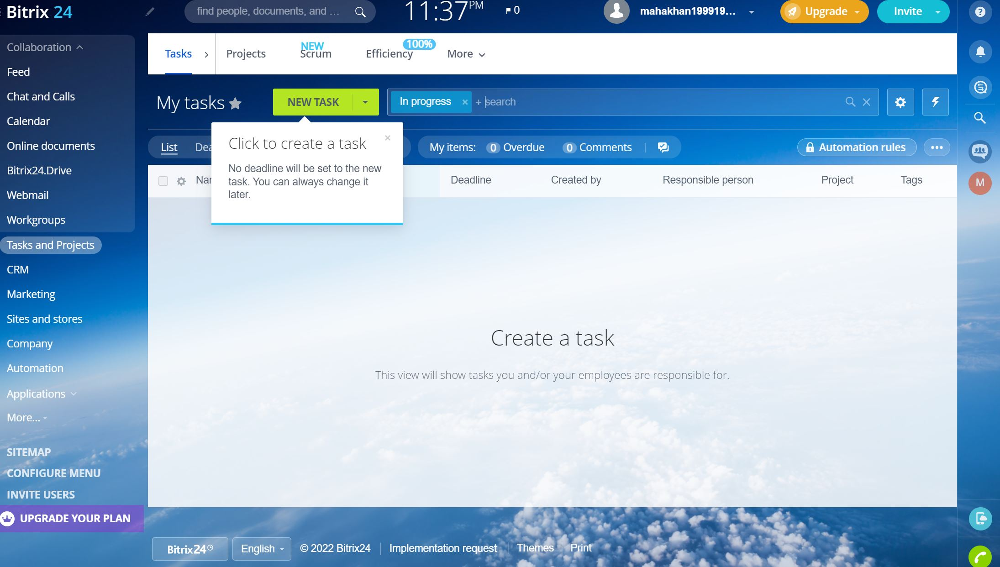 Bitrix 24
find people, documents, and ...
11:37 PM
0
mahakhan199919...
Upgrade
Invite
Collaboration
Feed
Chat and Calls
Calendar
Online documents
Bitrix24.Drive
Webmail
Workgroups
Tasks and Projects
CRM
Marketing
Sites and stores
Company
Automation
Applications
More...
SITEMAP
CONFIGURE MENU
INVITE USERS
UPGRADE YOUR PLAN
Tasks
Projects
NEW
Scrum
Efficiency
100%
More
My tasks
NEW TASK
In progress × + search
Click to create a task
No deadline will be set to the new
task. You can always change it
later.
List
My items: 0 Overdue 0 Comments
Automation rules
Deadline Created by Responsible person Project Tags
M
Create a task
This view will show tasks you and/or your employees are responsible for.
Bitrix24 English © 2022 Bitrix24 Implementation request Themes Print